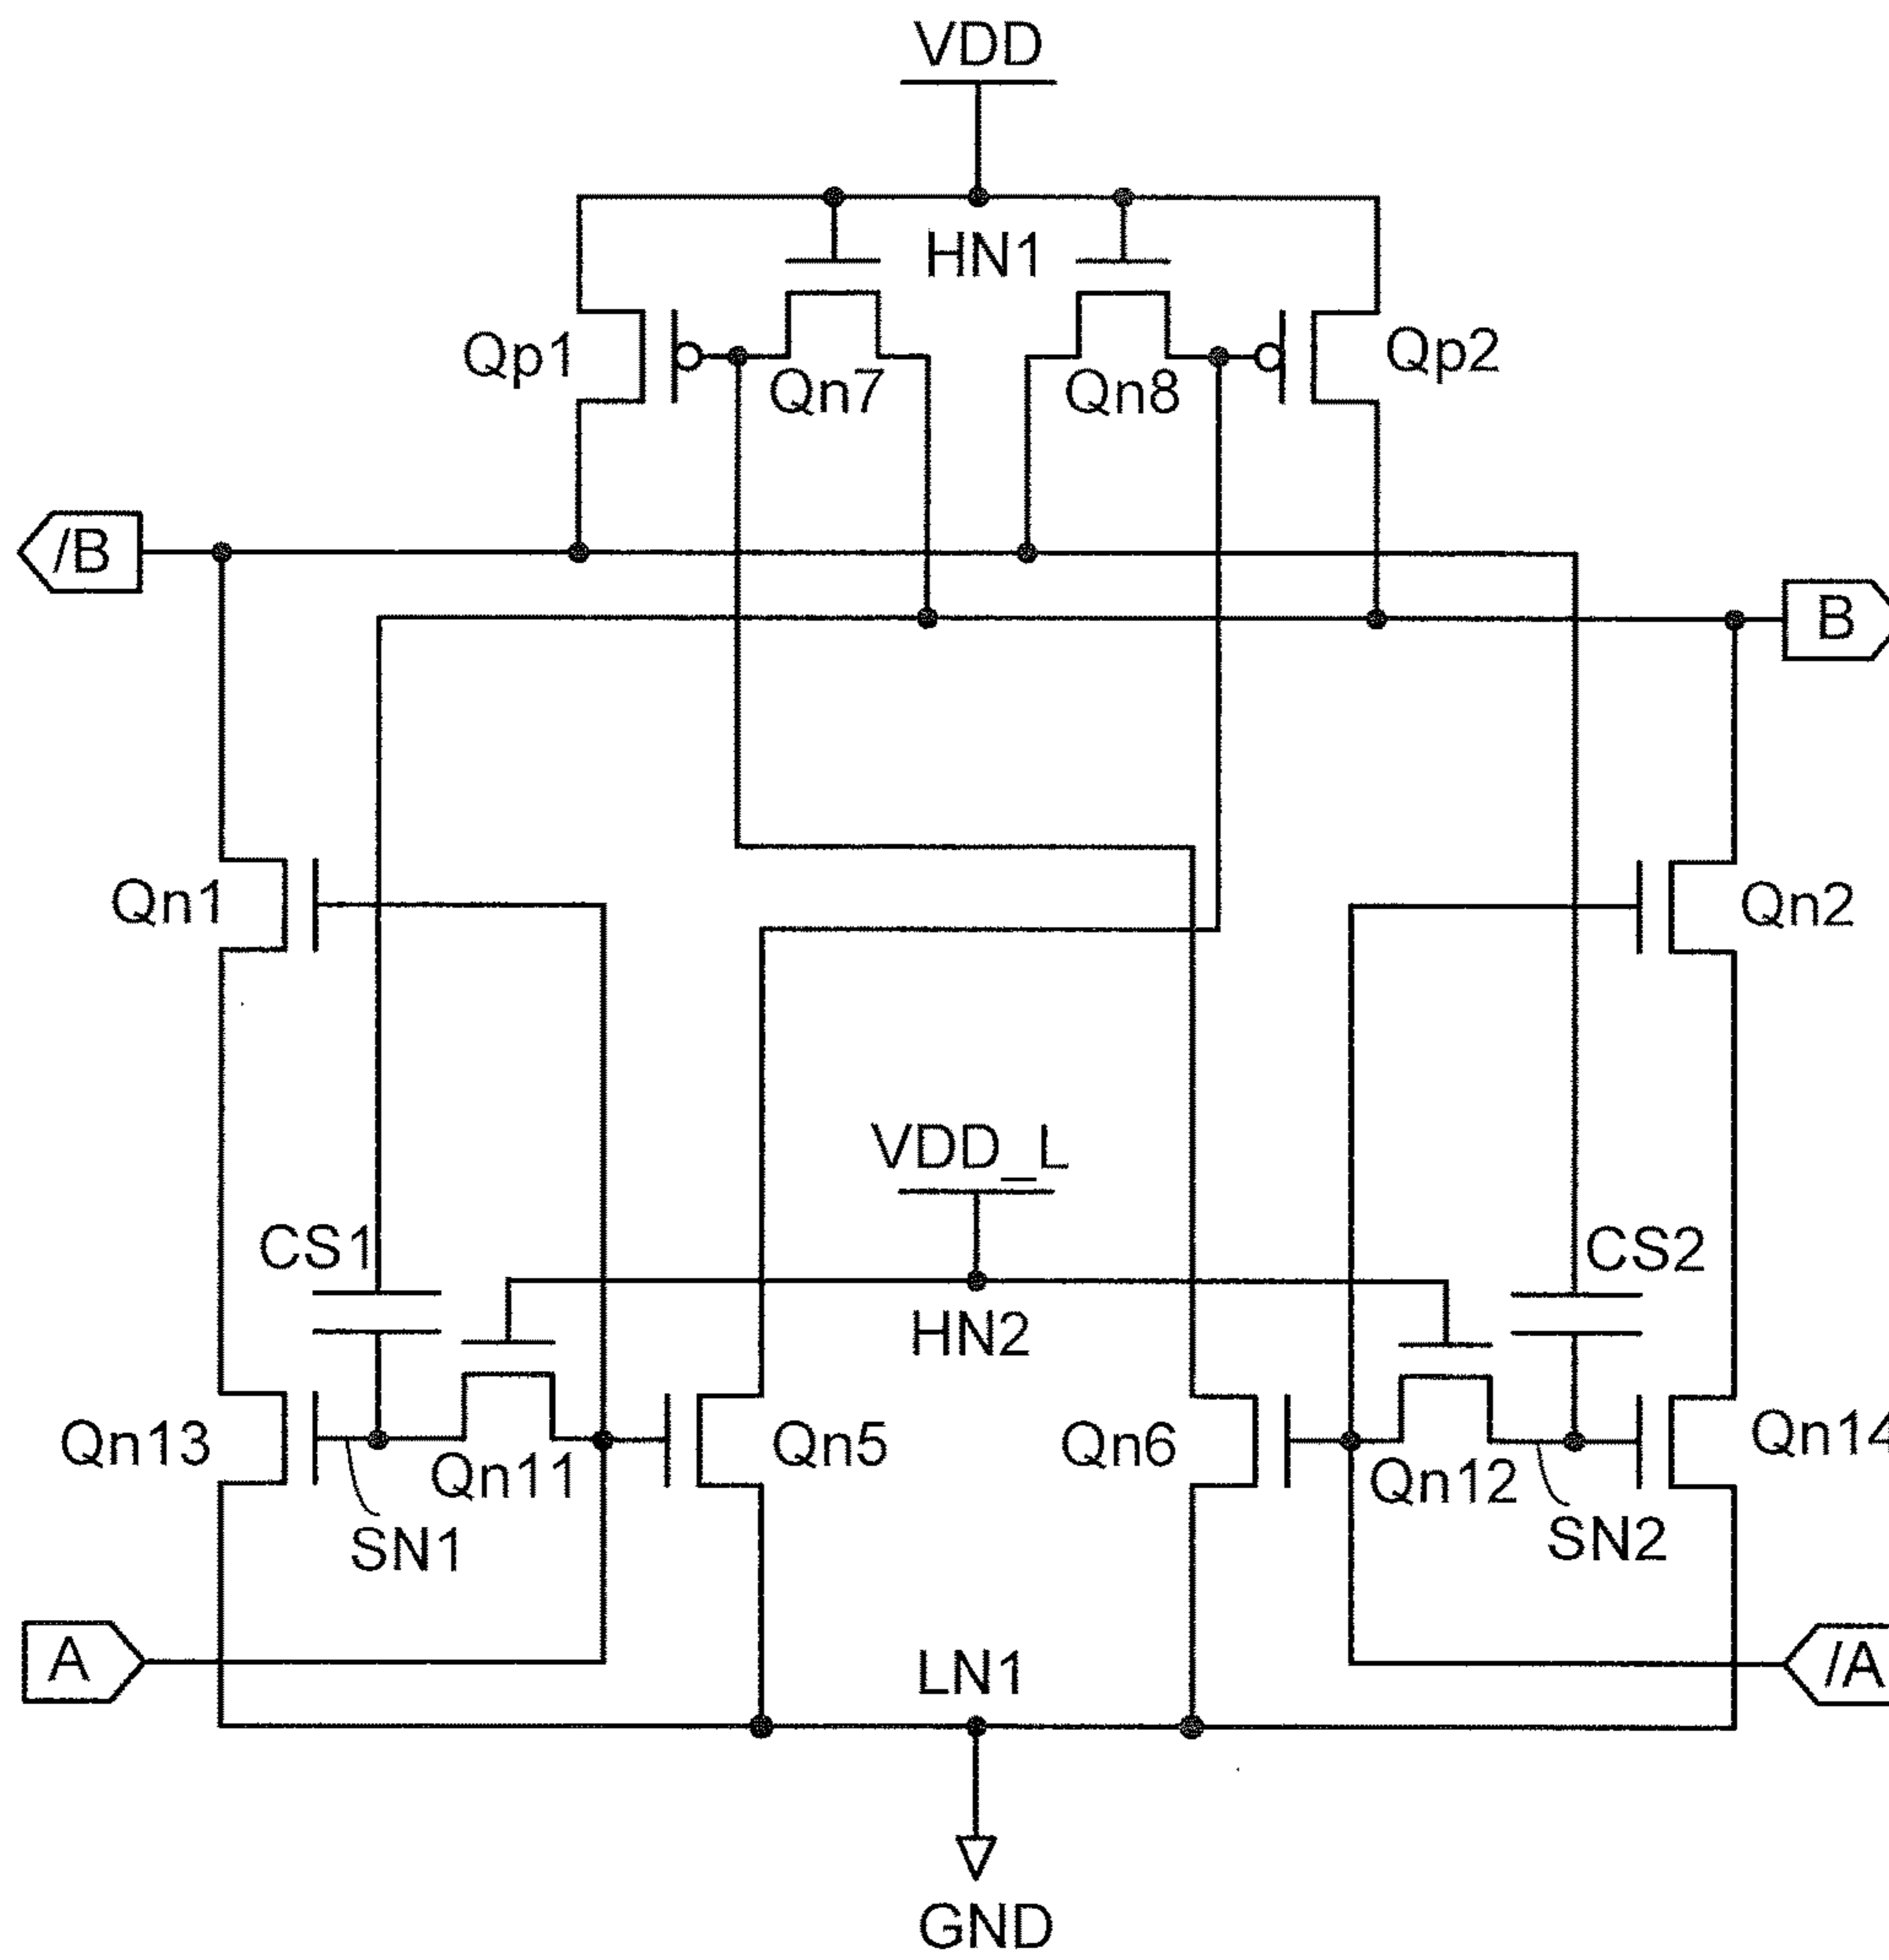 VDD
HN1
Qp1
Qn7
Qn8
Qp2
/B
B
Qn1
Qn2
VDD_L
CS1
CS2
HN2
Qn13
Qn11
Qn5
Qn6
Qn12
Qn14
SN1
SN2
A
LN1
/A
GND